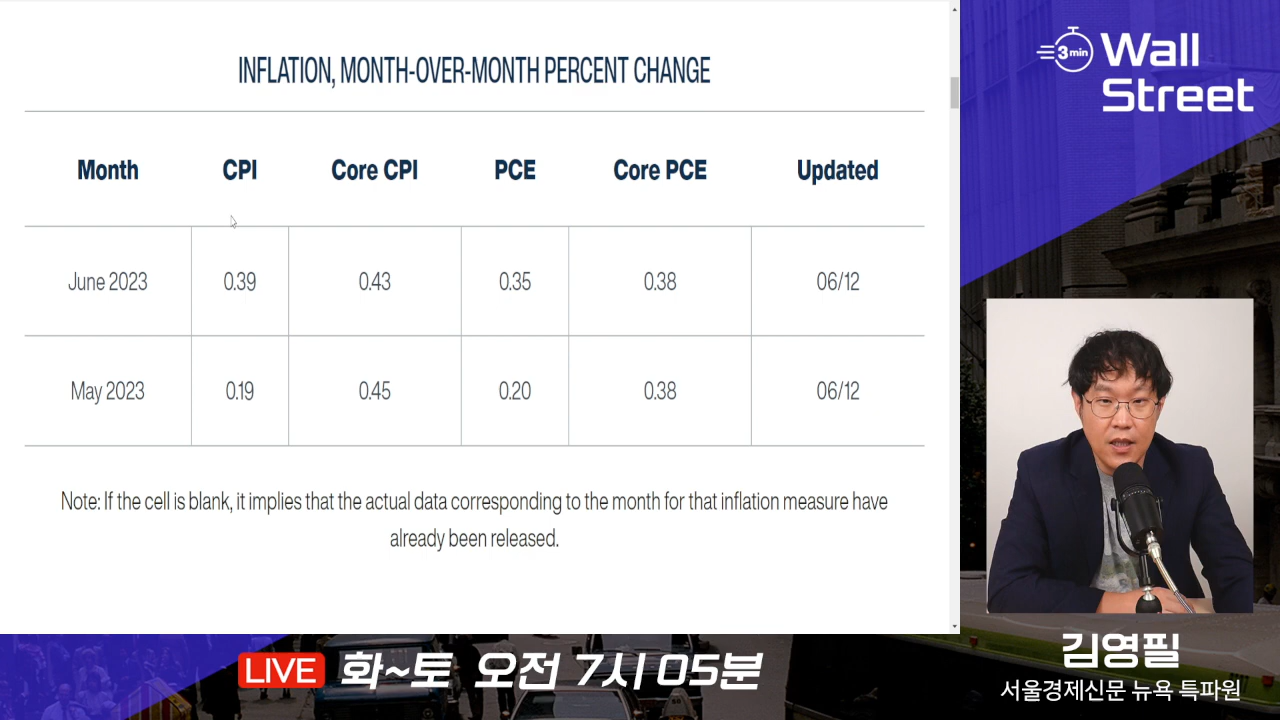 INFLATION, MONTH-OVER-MONTH PERCENT CHANGE
Month CPI Core CPI PCE Core PCE Updated
June 2023 0.39 0.43 0.35 0.38 06/12
May 2023 0.19 0.45 0.20 0.38 06/12
Note: If the cell is blank, it implies that the actual data corresponding to the month for that inflation measure have
already been released.
3min Wall
Street
김영필
서울경제신문 뉴욕 특파원
LIVE 화~토 오전 7시 05분